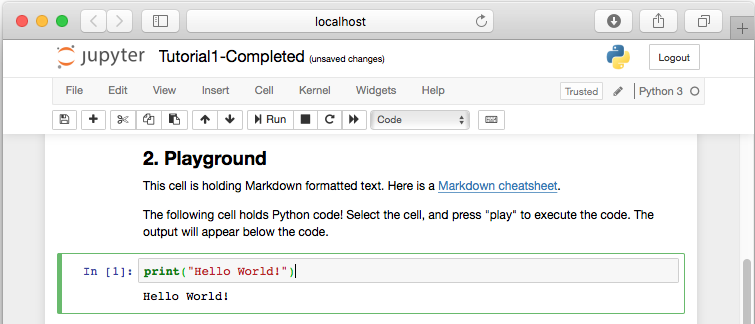 localhost
jupyter Tutorial1-Completed (unsaved changes) Logout
File Edit View Insert Cell Kernel Widgets Help Trusted Python 3
Run Code
2. Playground
This cell is holding Markdown formatted text. Here is a Markdown cheatsheet.
The following cell holds Python code! Select the cell, and press "play" to execute the code. The
output will appear below the code.
In [1]: print("Hello World!")
Hello World!